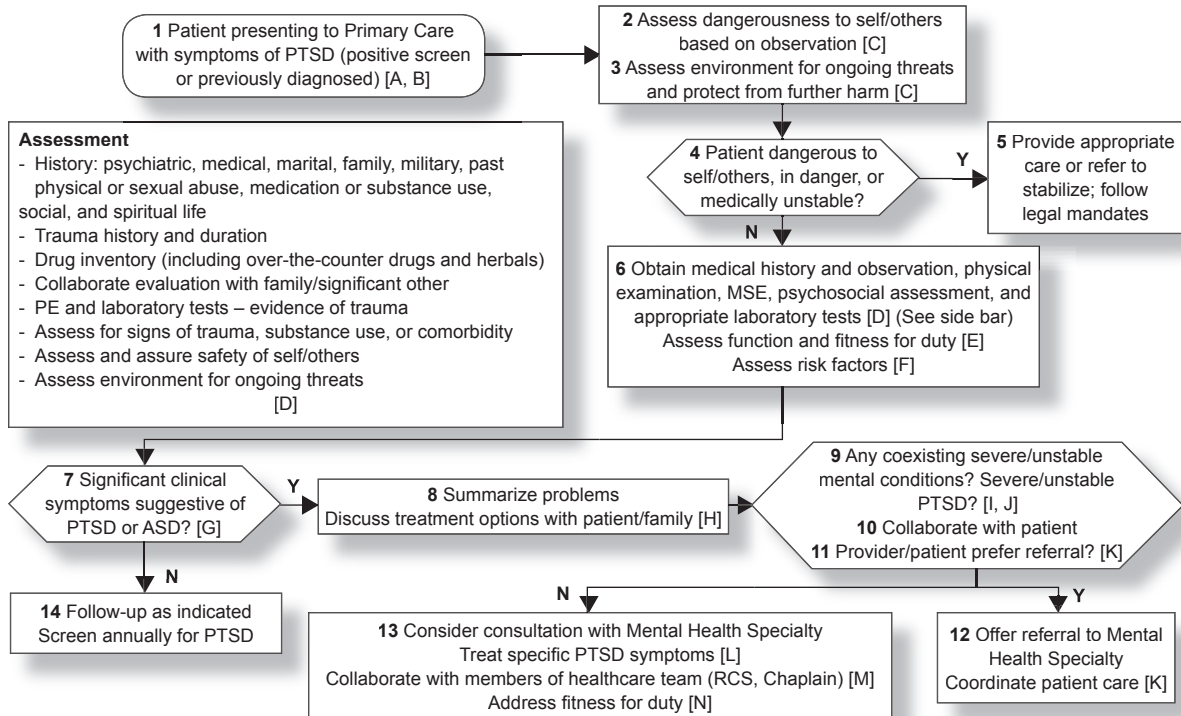 1 Patient presenting to Primary Care
with symptoms of PTSD (positive screen
or previously diagnosed) [A, B]
2 Assess dangerousness to self/others
based on observation [C]
3 Assess environment for ongoing threats
and protect from further harm [C]
Assessment
- History: psychiatric, medical, marital, family, military, past
physical or sexual abuse, medication or substance use,
social, and spiritual life
- Trauma history and duration
- Drug inventory (including over-the-counter drugs and herbals)
- Collaborate evaluation with family/significant other
- PE and laboratory tests – evidence of trauma
- Assess for signs of trauma, substance use, or comorbidity
- Assess and assure safety of self/others
- Assess environment for ongoing threats
[D]
4 Patient dangerous to
self/others, in danger, or
medically unstable?
Y
5 Provide appropriate
care or refer to
stabilize; follow
legal mandates
N
6 Obtain medical history and observation, physical
examination, MSE, psychosocial assessment, and
appropriate laboratory tests [D] (See side bar)
Assess function and fitness for duty [E]
Assess risk factors [F]
7 Significant clinical
symptoms suggestive of
PTSD or ASD? [G]
Y
8 Summarize problems
Discuss treatment options with patient/family [H]
9 Any coexisting severe/unstable
mental conditions? Severe/unstable
PTSD? [I, J]
10 Collaborate with patient
11 Provider/patient prefer referral? [K]
N
14 Follow-up as indicated
Screen annually for PTSD
N
13 Consider consultation with Mental Health Specialty
Treat specific PTSD symptoms [L]
Collaborate with members of healthcare team (RCS, Chaplain) [M]
Address fitness for duty [N]
Y
12 Offer referral to Mental
Health Specialty
Coordinate patient care [K]